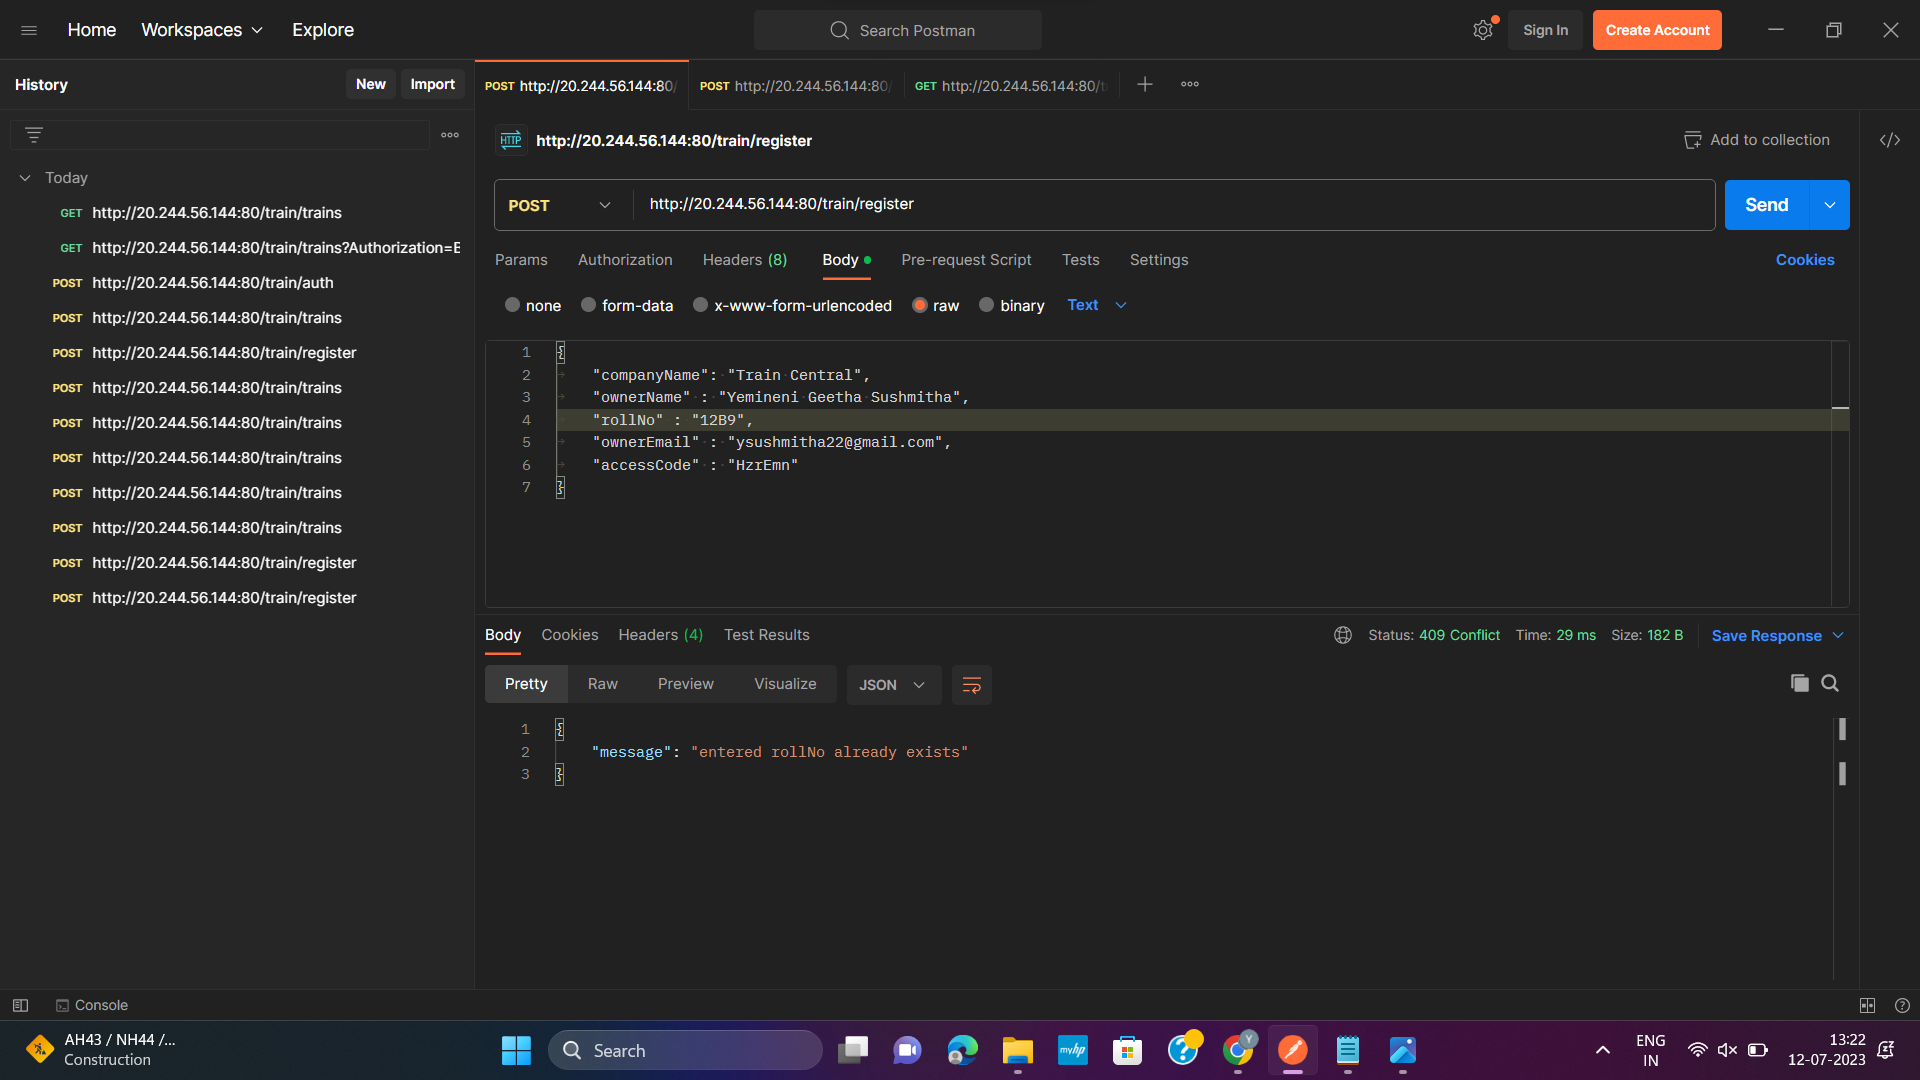 Home
Workspaces
Explore
Search Postman
Sign In
Create Account
History
New
Import
POST http://20.244.56.144:80/
POST http://20.244.56.144:80/
GET http://20.244.56.144:80/t
HTTP
http://20.244.56.144:80/train/register
Add to collection
Today
GET http://20.244.56.144:80/train/trains
GET http://20.244.56.144:80/train/trains?Authorization=E
POST http://20.244.56.144:80/train/auth
POST http://20.244.56.144:80/train/trains
POST http://20.244.56.144:80/train/register
POST http://20.244.56.144:80/train/trains
POST http://20.244.56.144:80/train/trains
POST http://20.244.56.144:80/train/trains
POST http://20.244.56.144:80/train/trains
POST http://20.244.56.144:80/train/trains
POST http://20.244.56.144:80/train/register
POST http://20.244.56.144:80/train/register
POST
http://20.244.56.144:80/train/register
Send
Params
Authorization
Headers (8)
Body
Pre-request Script
Tests
Settings
Cookies
none
form-data
x-www-form-urlencoded
raw
binary
Text
1 {
2 "companyName": "Train Central",
3 "ownerName" : "Yemineni Geetha Sushmitha",
4 "rollNo" : "12B9",
5 "ownerEmail" : "ysushmitha22@gmail.com",
6 "accessCode" : "HzrEmn"
7 }
Body
Cookies
Headers (4)
Test Results
Status: 409 Conflict
Time: 29 ms
Size: 182 B
Save Response
Pretty
Raw
Preview
Visualize
JSON
1 {
2 "message": "entered rollNo already exists"
3 }
Console
AH43 / NH44 /...
Construction
Search
myhp
Y
ENG
IN
13:22
12-07-2023